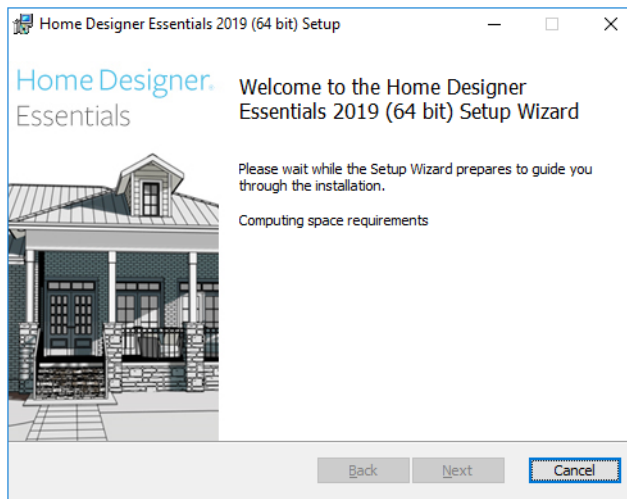 Home Designer Essentials 2019 (64 bit) Setup
Home Designer®
Essentials
Welcome to the Home Designer
Essentials 2019 (64 bit) Setup Wizard
Please wait while the Setup Wizard prepares to guide you
through the installation.
Computing space requirements
Back Next Cancel